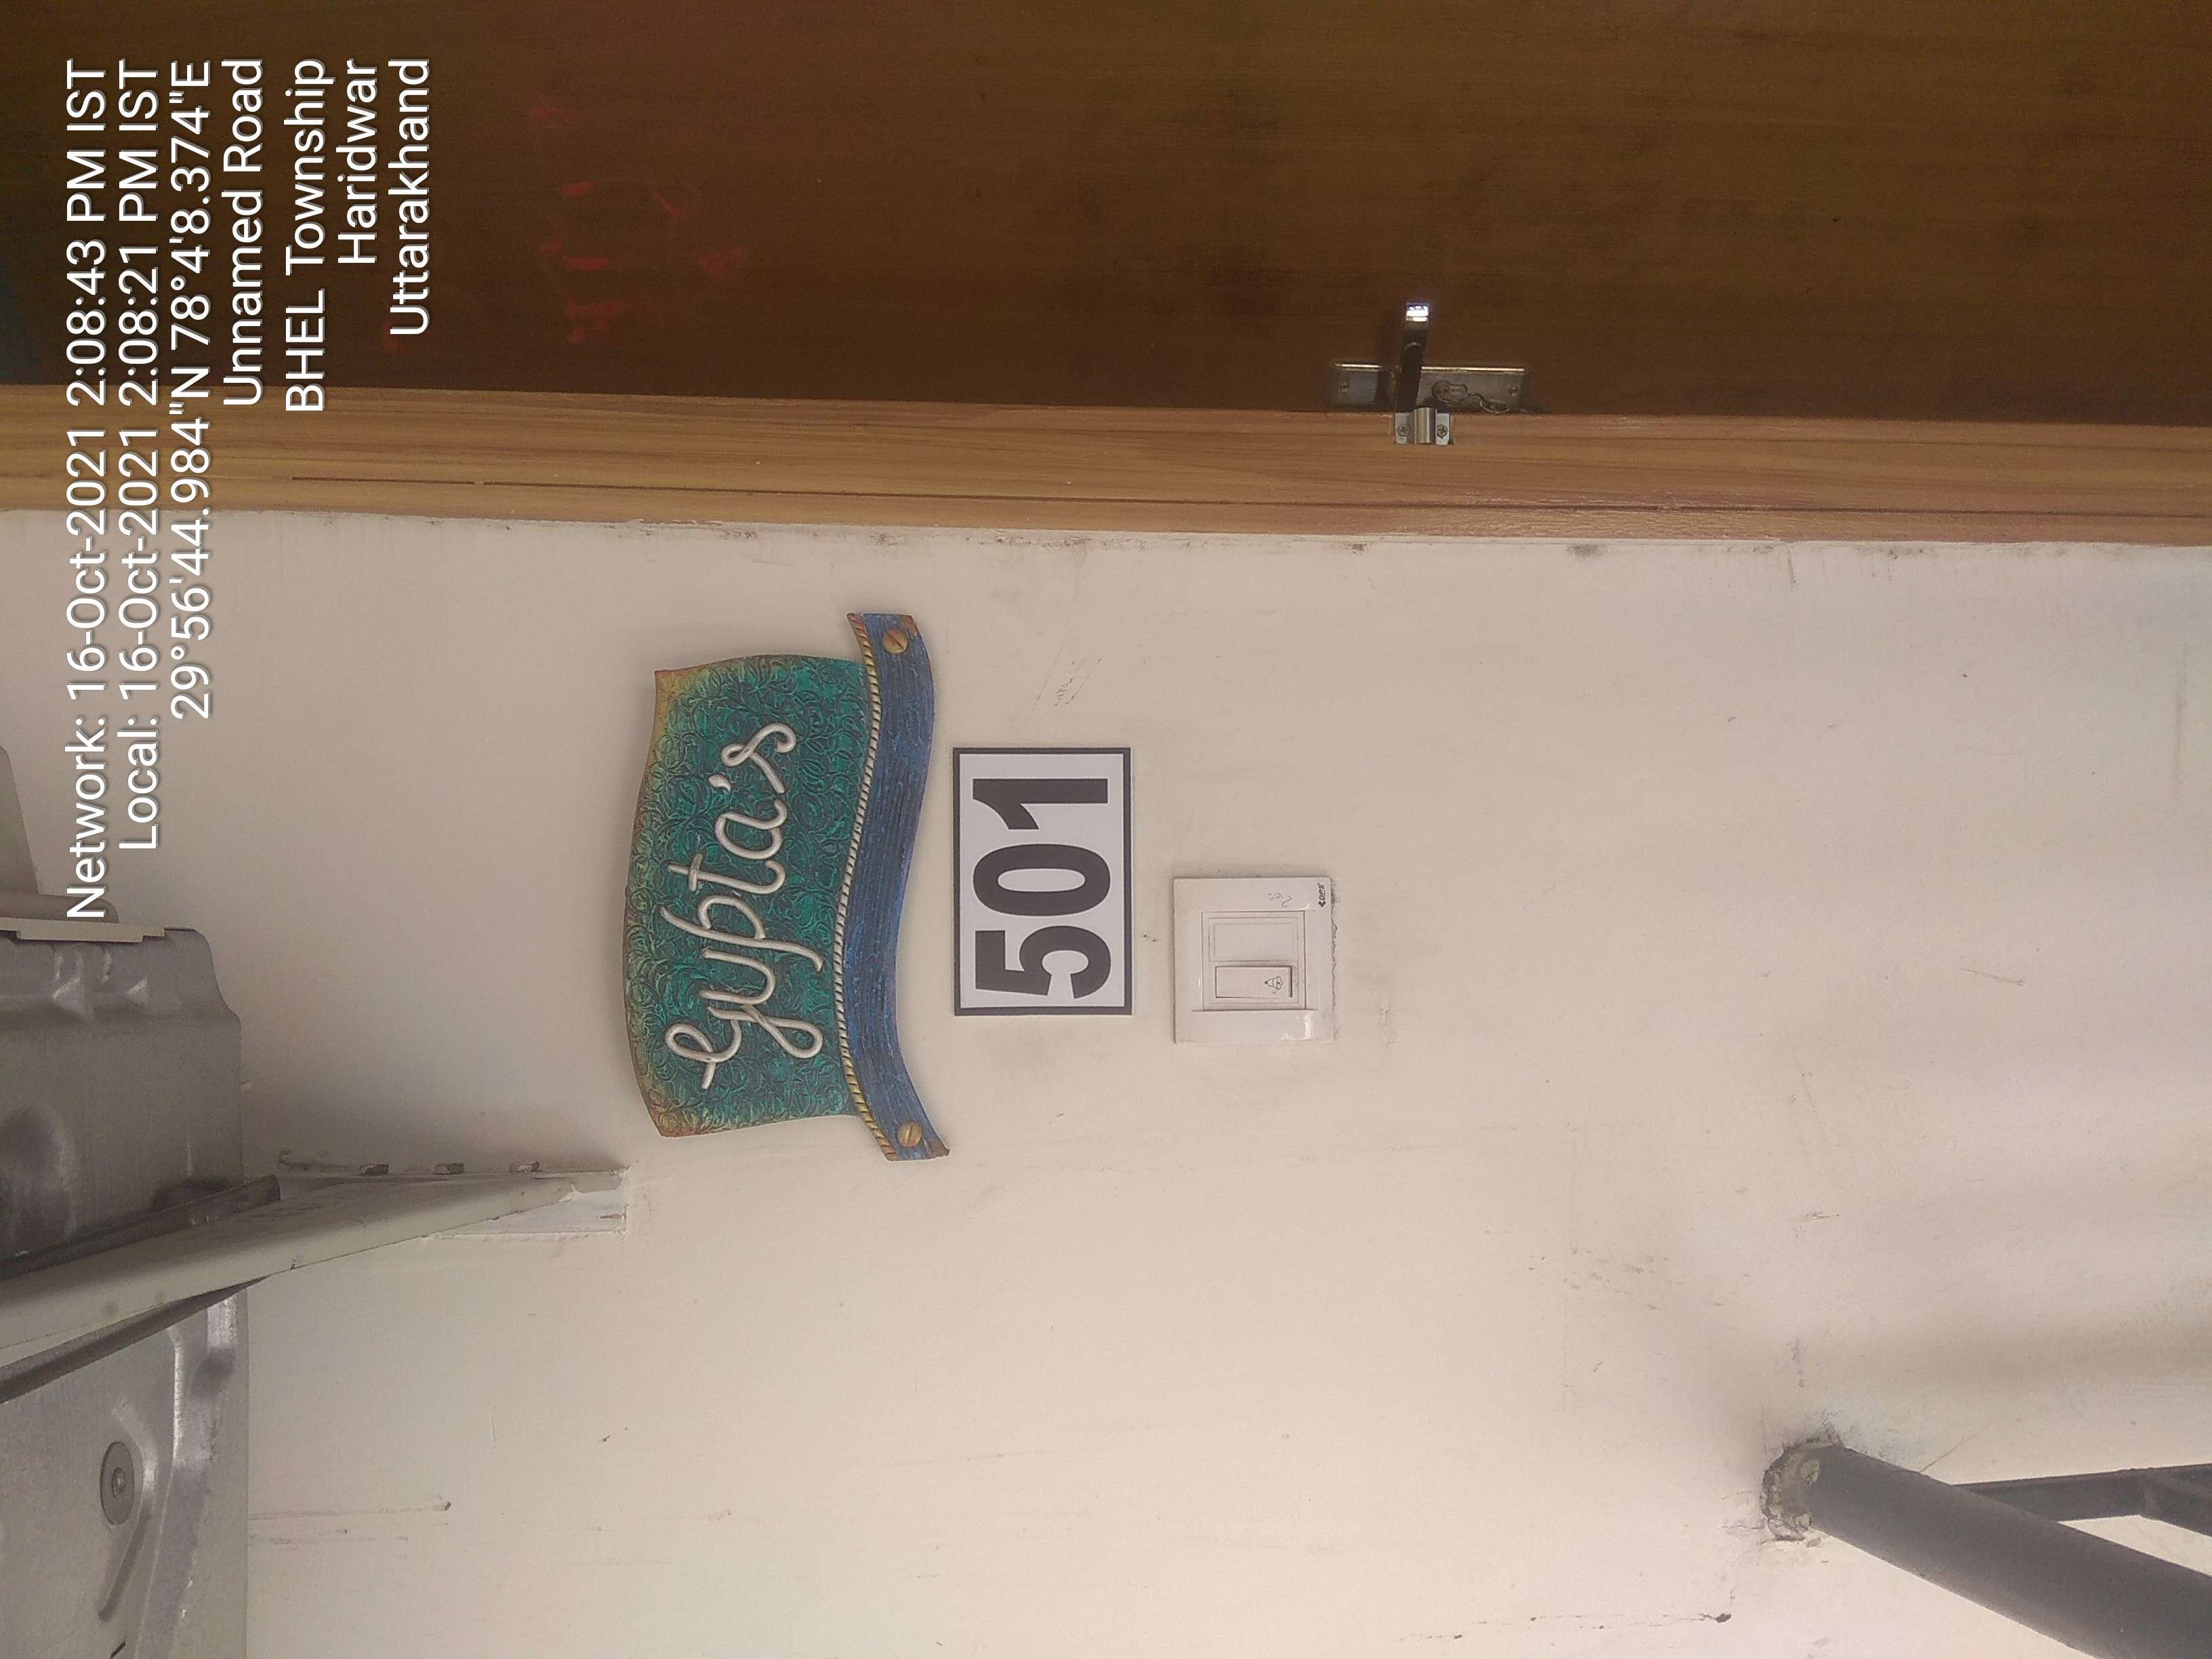 Network: 16-Oct-2021 2:08:43 PM IST
Local: 16-Oct-2021 2:08:21 PM IST
29°56'44.984"N 78°4'8.374"E
Unnamed Road
BHEL Township
Haridwar
Uttarakhand
Gupta's
501